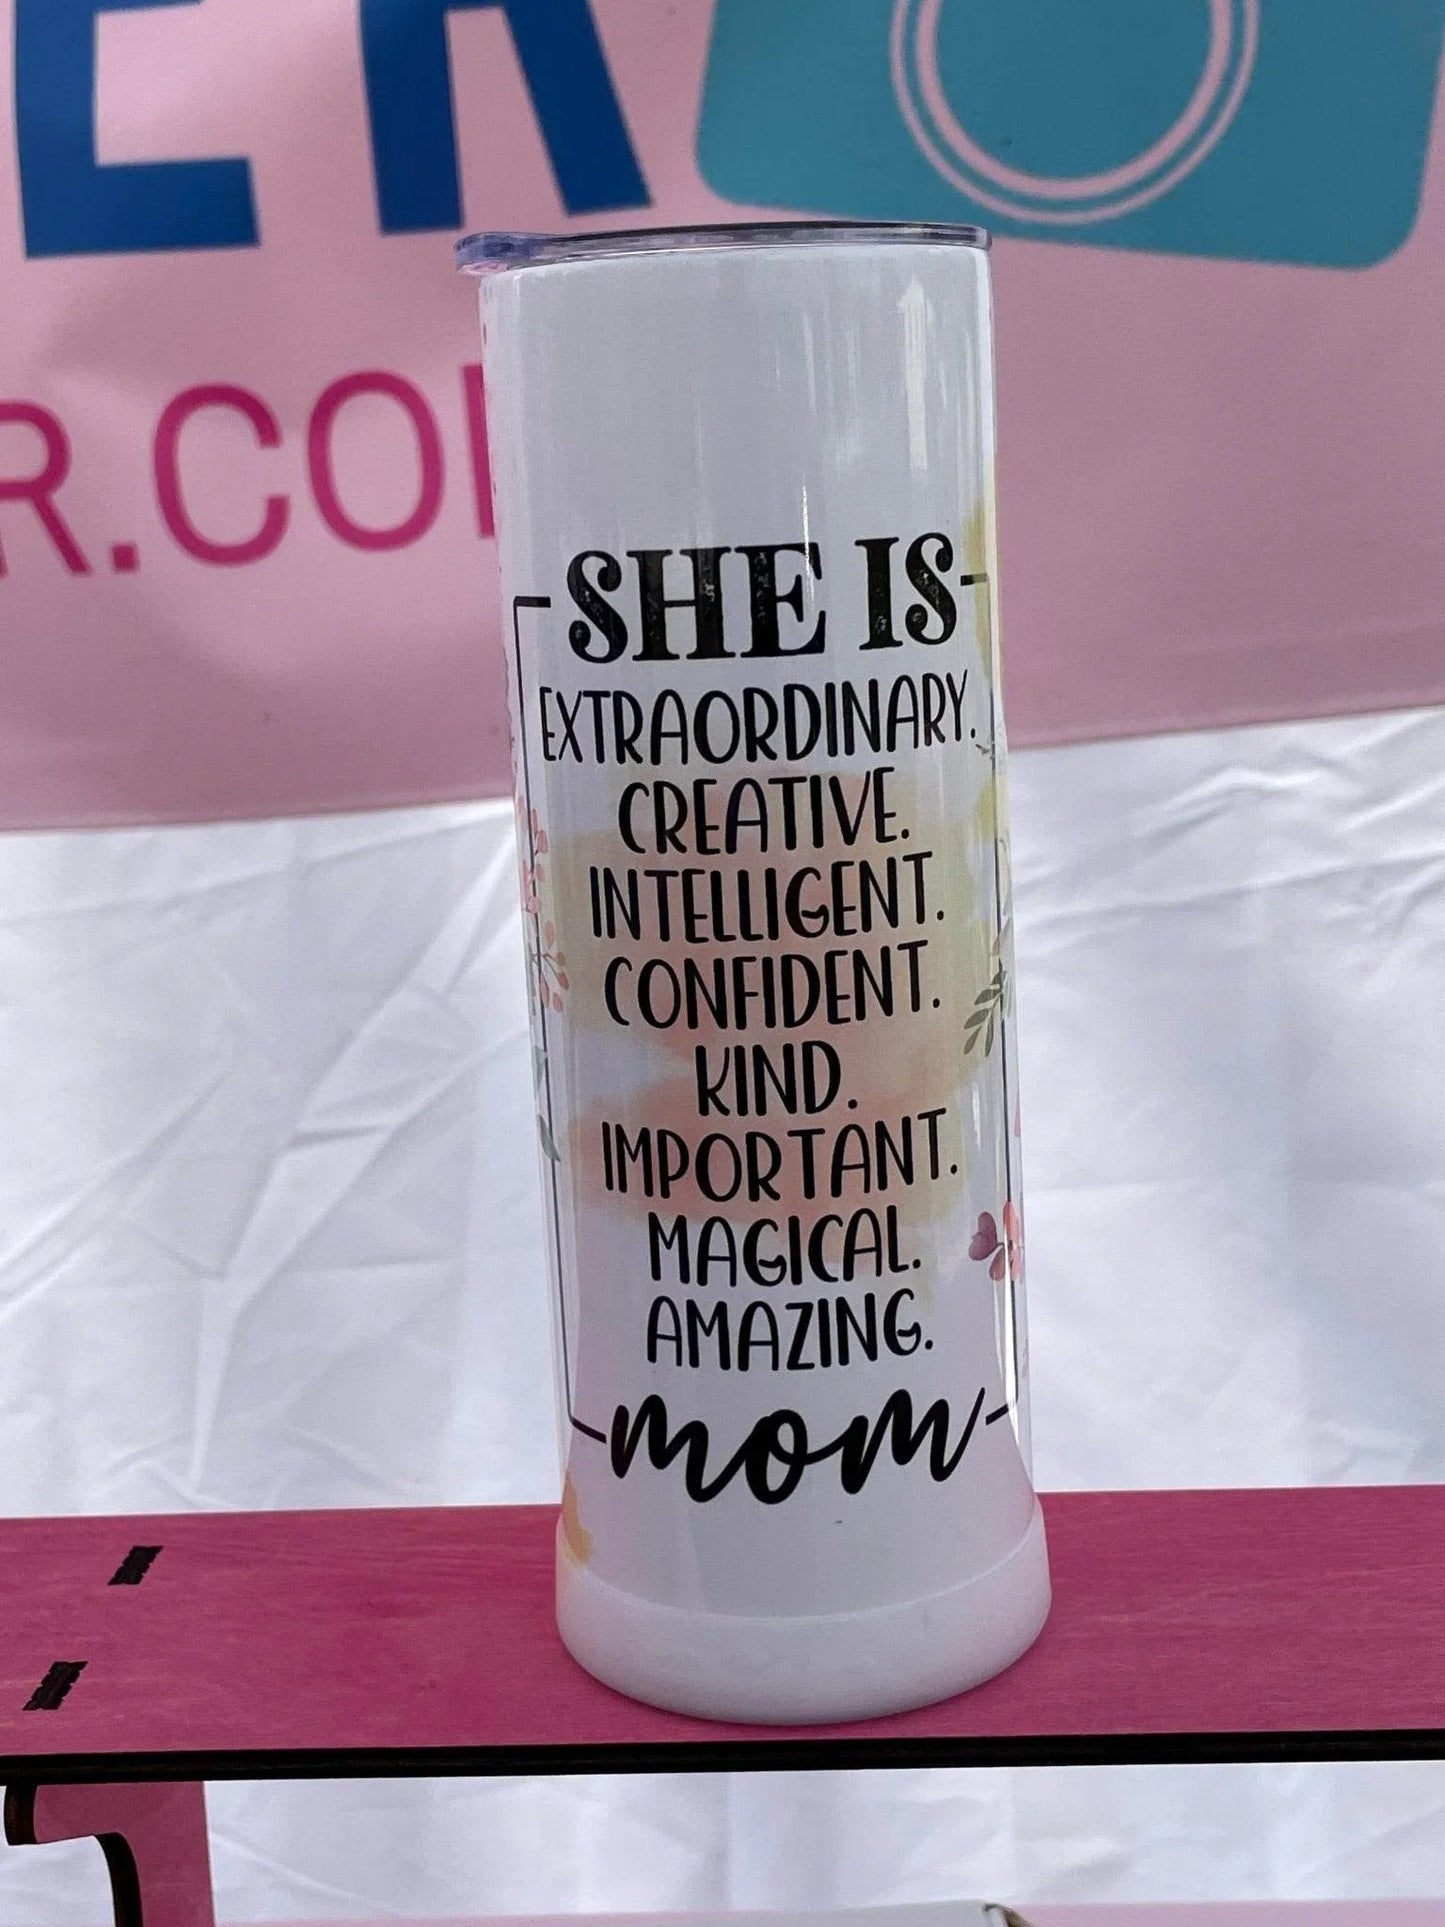 ER
R.CO
SHE IS
EXTRAORDINARY.
CREATIVE.
INTELLIGENT.
CONFIDENT.
KIND.
IMPORTANT.
MAGICAL.
AMAZING.
mom